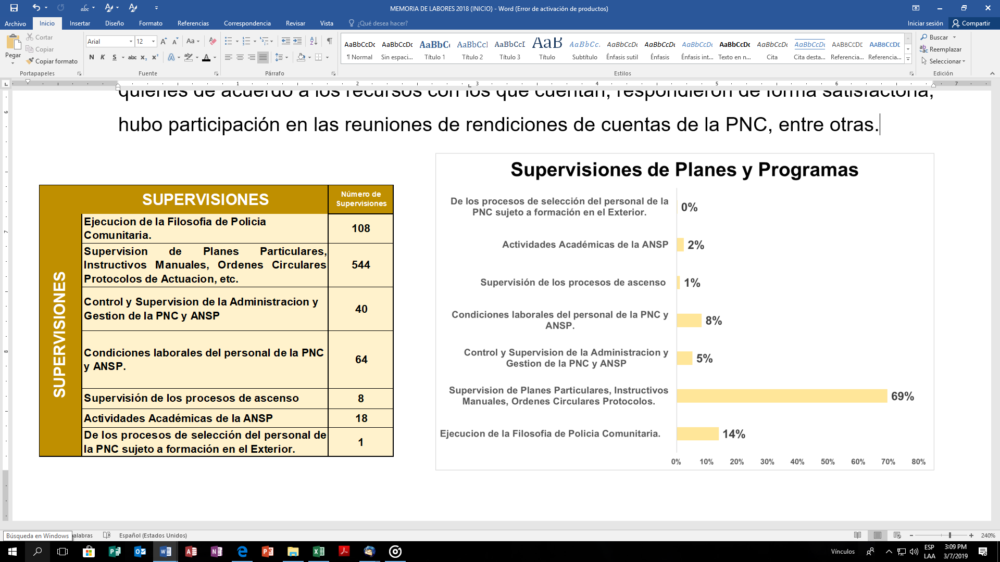 MEMORIA DE LABORES 2018 (INICIO) - Word (Error de activación de productos)
Archivo Inicio Insertar Diseño Formato Referencias Correspondencia Revisar Vista ¿Qué desea hacer? Iniciar sesión Compartir
Pegar
Cortar
Copiar
Copiar formato
Portapapeles
Arial 12
N K S abc x₂ x²
Fuente
Párrafo
AaBbCcDc AaBbCcDc AaBbC AaBbCcI AaBbCcD AaB AaBbCc AaBbCcDc AaBbCcDc AaBbCcDc AaBbCcDc AaBbCcDc AaBbCcDc AABBCCDE AABBCCDE
¶ Normal Sin espaci... Título 1 Título 2 Título 3 Título Subtítulo Énfasis sutil Énfasis Énfasis int... Texto en n... Cita Cita desta... Referencia... Referencia...
Estilos
Buscar
Reemplazar
Seleccionar
Edición
1 2 3 4 5 6 7
6
7
8
quienes de acuerdo a los recursos con los que cuentan, respondieron de forma satisfactoria,
hubo participación en las reuniones de rendiciones de cuentas de la PNC, entre otras.
SUPERVISIONES
SUPERVISIONES
Número de
Supervisiones
Ejecucion de la Filosofia de Policia
Comunitaria.
108
Supervision de Planes Particulares,
Instructivos Manuales, Ordenes Circulares
Protocolos de Actuacion, etc.
544
Control y Supervision de la Administracion y
Gestion de la PNC y ANSP
40
Condiciones laborales del personal de la PNC
y ANSP.
64
Supervisión de los procesos de ascenso
8
Actividades Académicas de la ANSP
18
De los procesos de selección del personal de
la PNC sujeto a formación en el Exterior.
1
Supervisiones de Planes y Programas
De los procesos de selección del personal de la
PNC sujeto a formación en el Exterior.
0%
Actividades Académicas de la ANSP
2%
Supervisión de los procesos de ascenso
1%
Condiciones laborales del personal de la PNC y
ANSP.
8%
Control y Supervision de la Administracion y
Gestion de la PNC y ANSP
5%
Supervision de Planes Particulares, Instructivos
Manuales, Ordenes Circulares Protocolos.
69%
Ejecucion de la Filosofia de Policia Comunitaria.
14%
0% 10% 20% 30% 40% 50% 60% 70% 80%
Búsqueda en Windows
Español (Estados Unidos)
240%
Vínculos
ESP
LAA
3:09 PM
3/7/2019